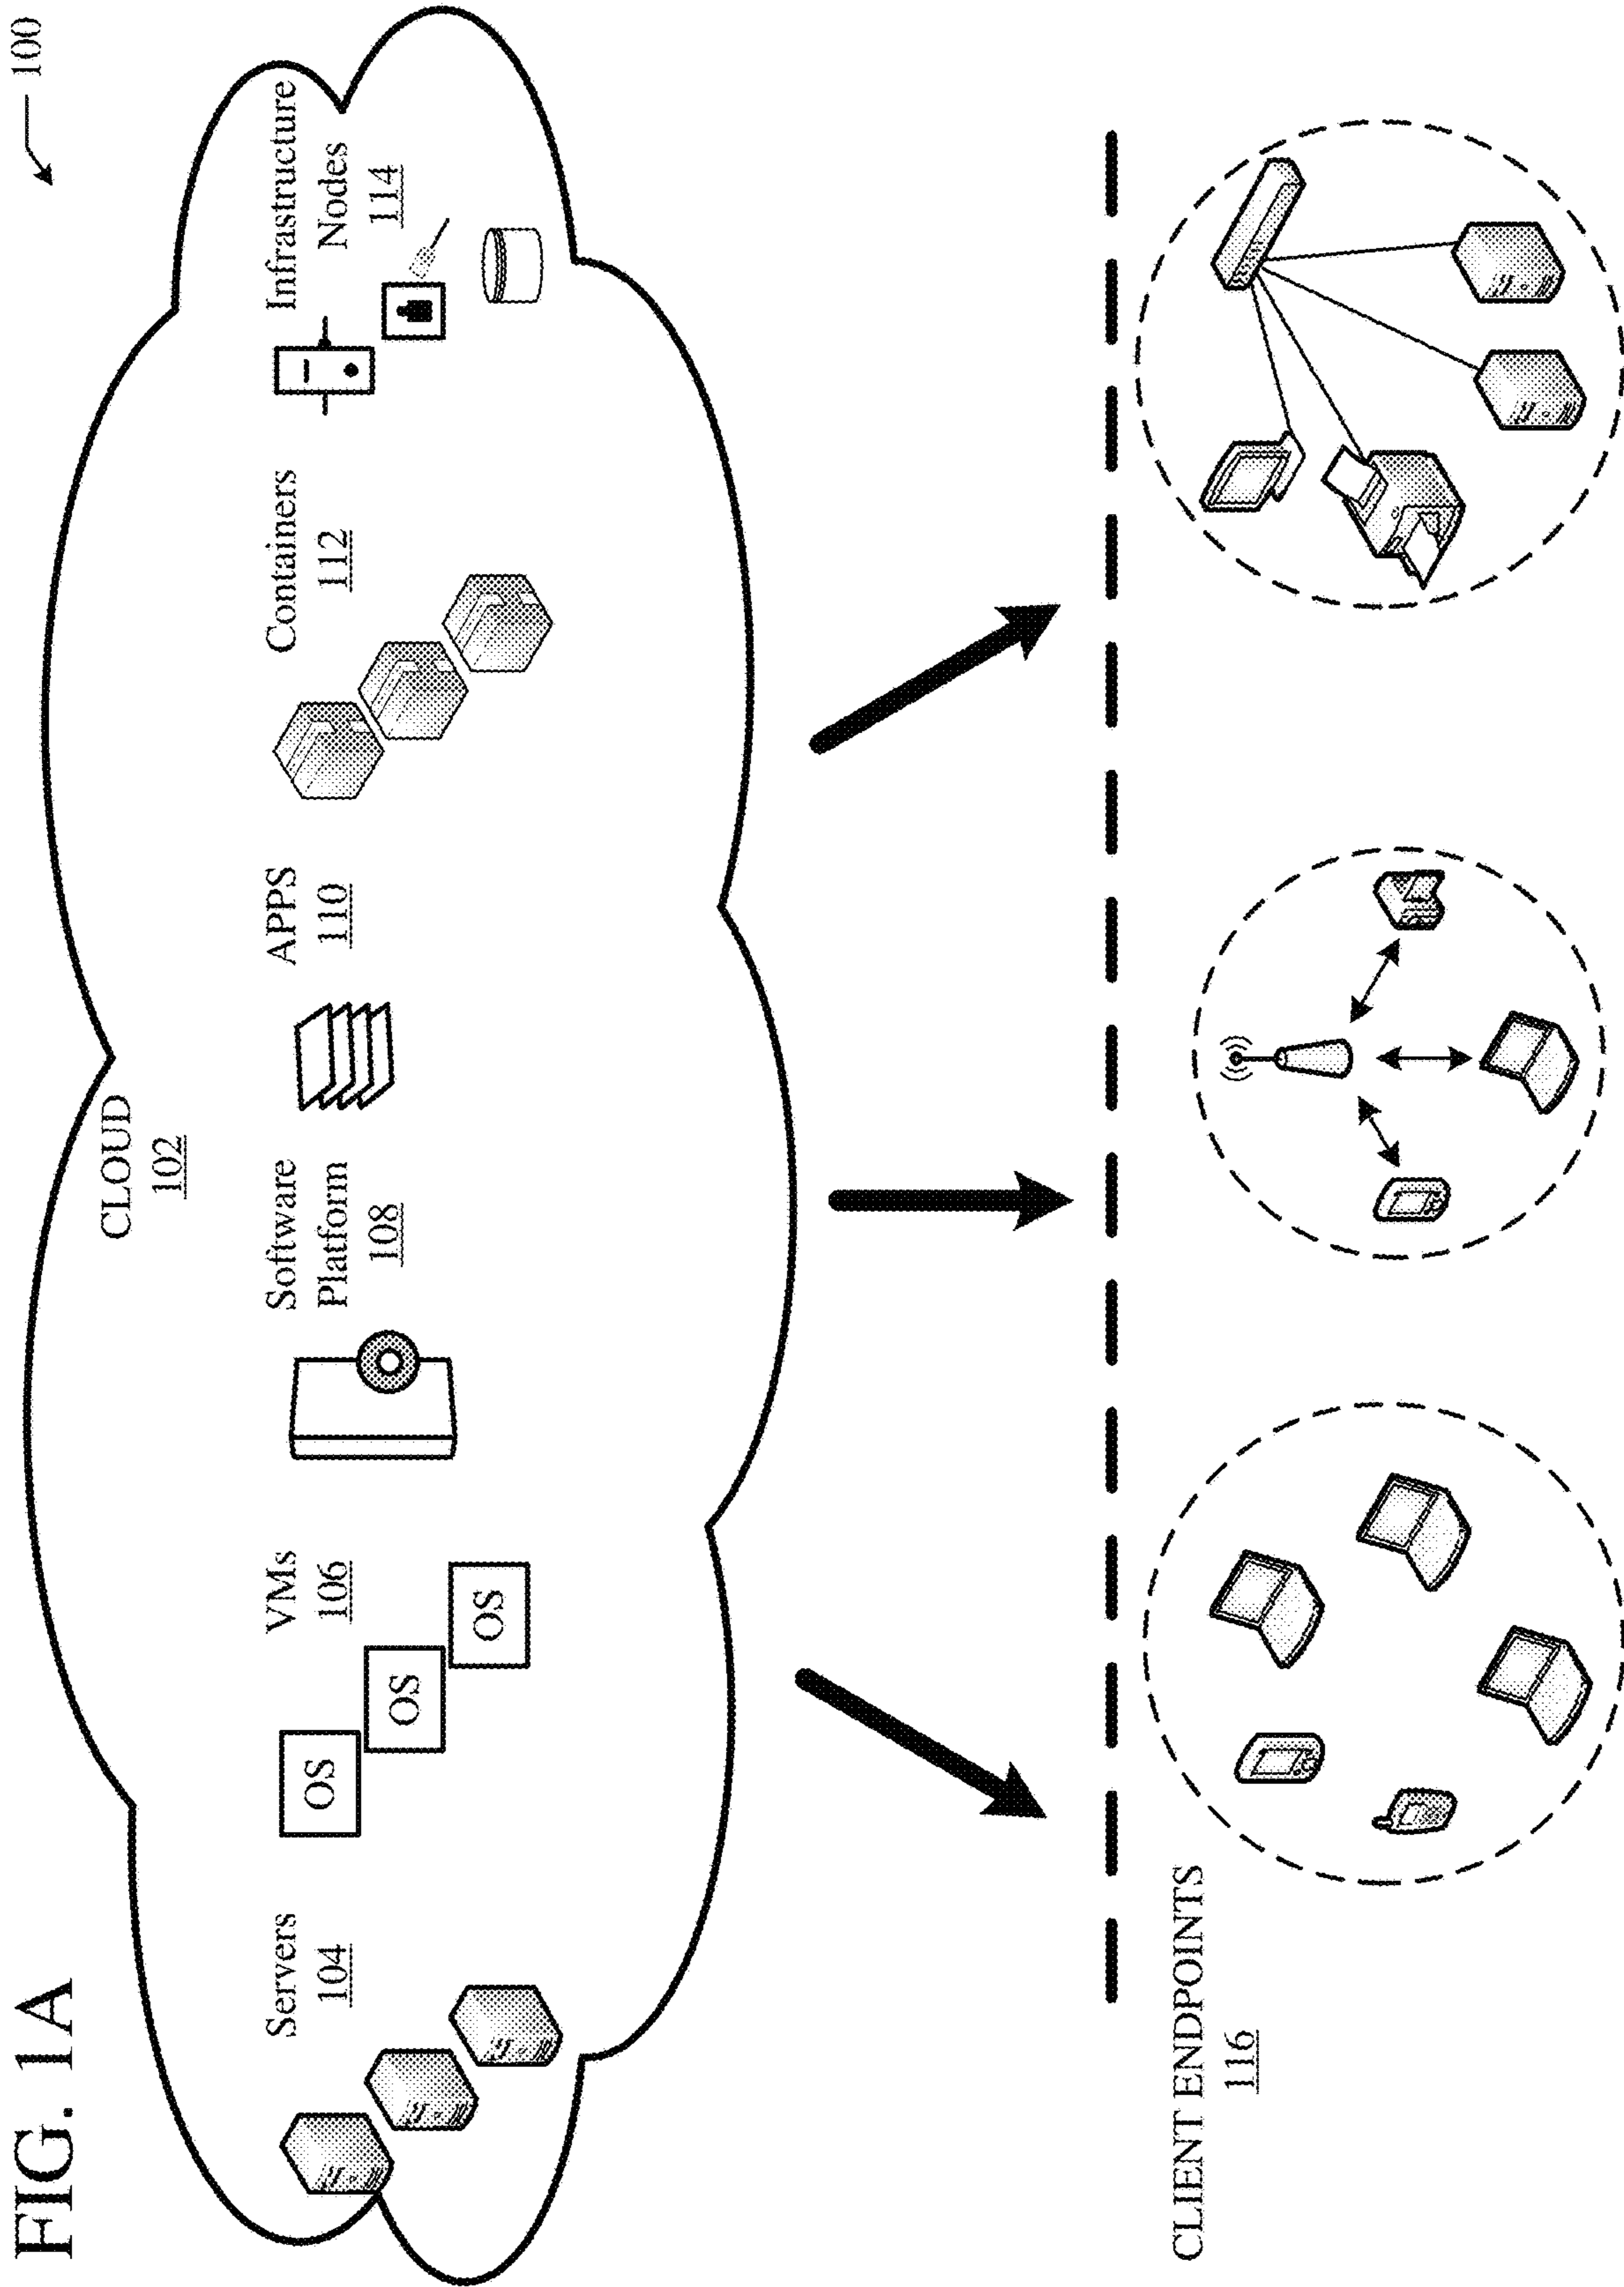 FIG. 1A
100
CLOUD
102
Servers
104
VMs
106
OS
OS
OS
Software
Platform
108
APPS
110
Containers
112
Infrastructure
Nodes
114
CLIENT ENDPOINTS
116